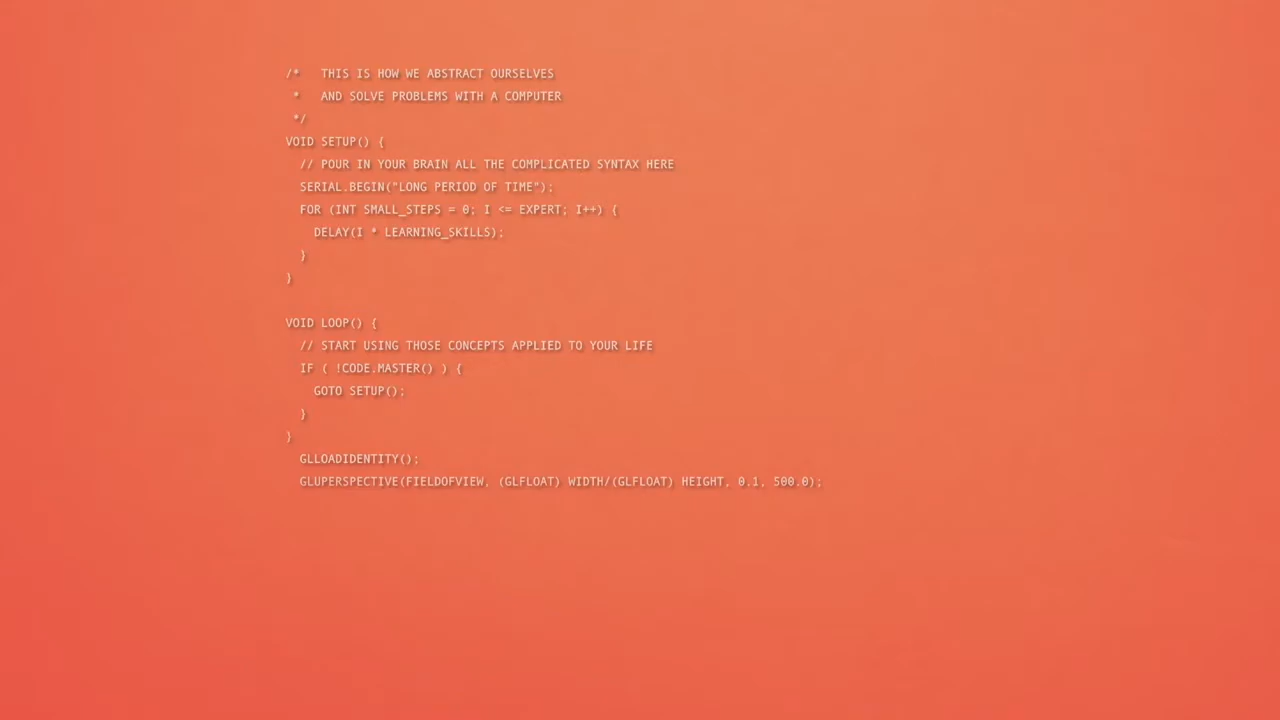 /*   THIS IS HOW WE ABSTRACT OURSELVES
 *   AND SOLVE PROBLEMS WITH A COMPUTER
 */
VOID SETUP() {
  // POUR IN YOUR BRAIN ALL THE COMPLICATED SYNTAX HERE
  SERIAL.BEGIN("LONG PERIOD OF TIME");
  FOR (INT SMALL_STEPS = 0; I <= EXPERT; I++) {
    DELAY(I * LEARNING_SKILLS);
  }
}
VOID LOOP() {
  // START USING THOSE CONCEPTS APPLIED TO YOUR LIFE
  IF ( !CODE.MASTER() ) {
    GOTO SETUP();
  }
}
  GLLOADIDENTITY();
  GLUPERSPECTIVE(FIELDOFVIEW, (GLFLOAT) WIDTH/(GLFLOAT) HEIGHT, 0.1, 500.0);